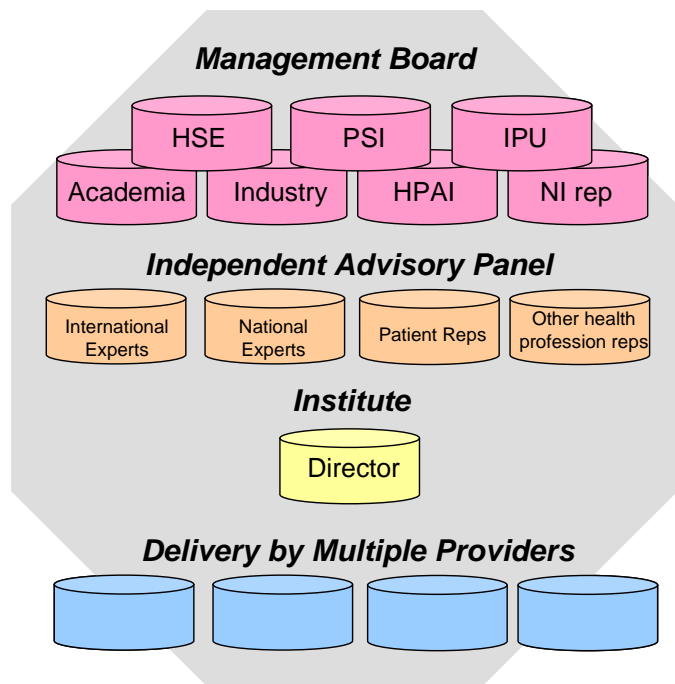 Management Board
HSE
PSI
IPU
Academia
Industry
HPAI
NI rep
Independent Advisory Panel
International
Experts
National
Experts
Patient Reps
Other health
profession reps
Institute
Director
Delivery by Multiple Providers